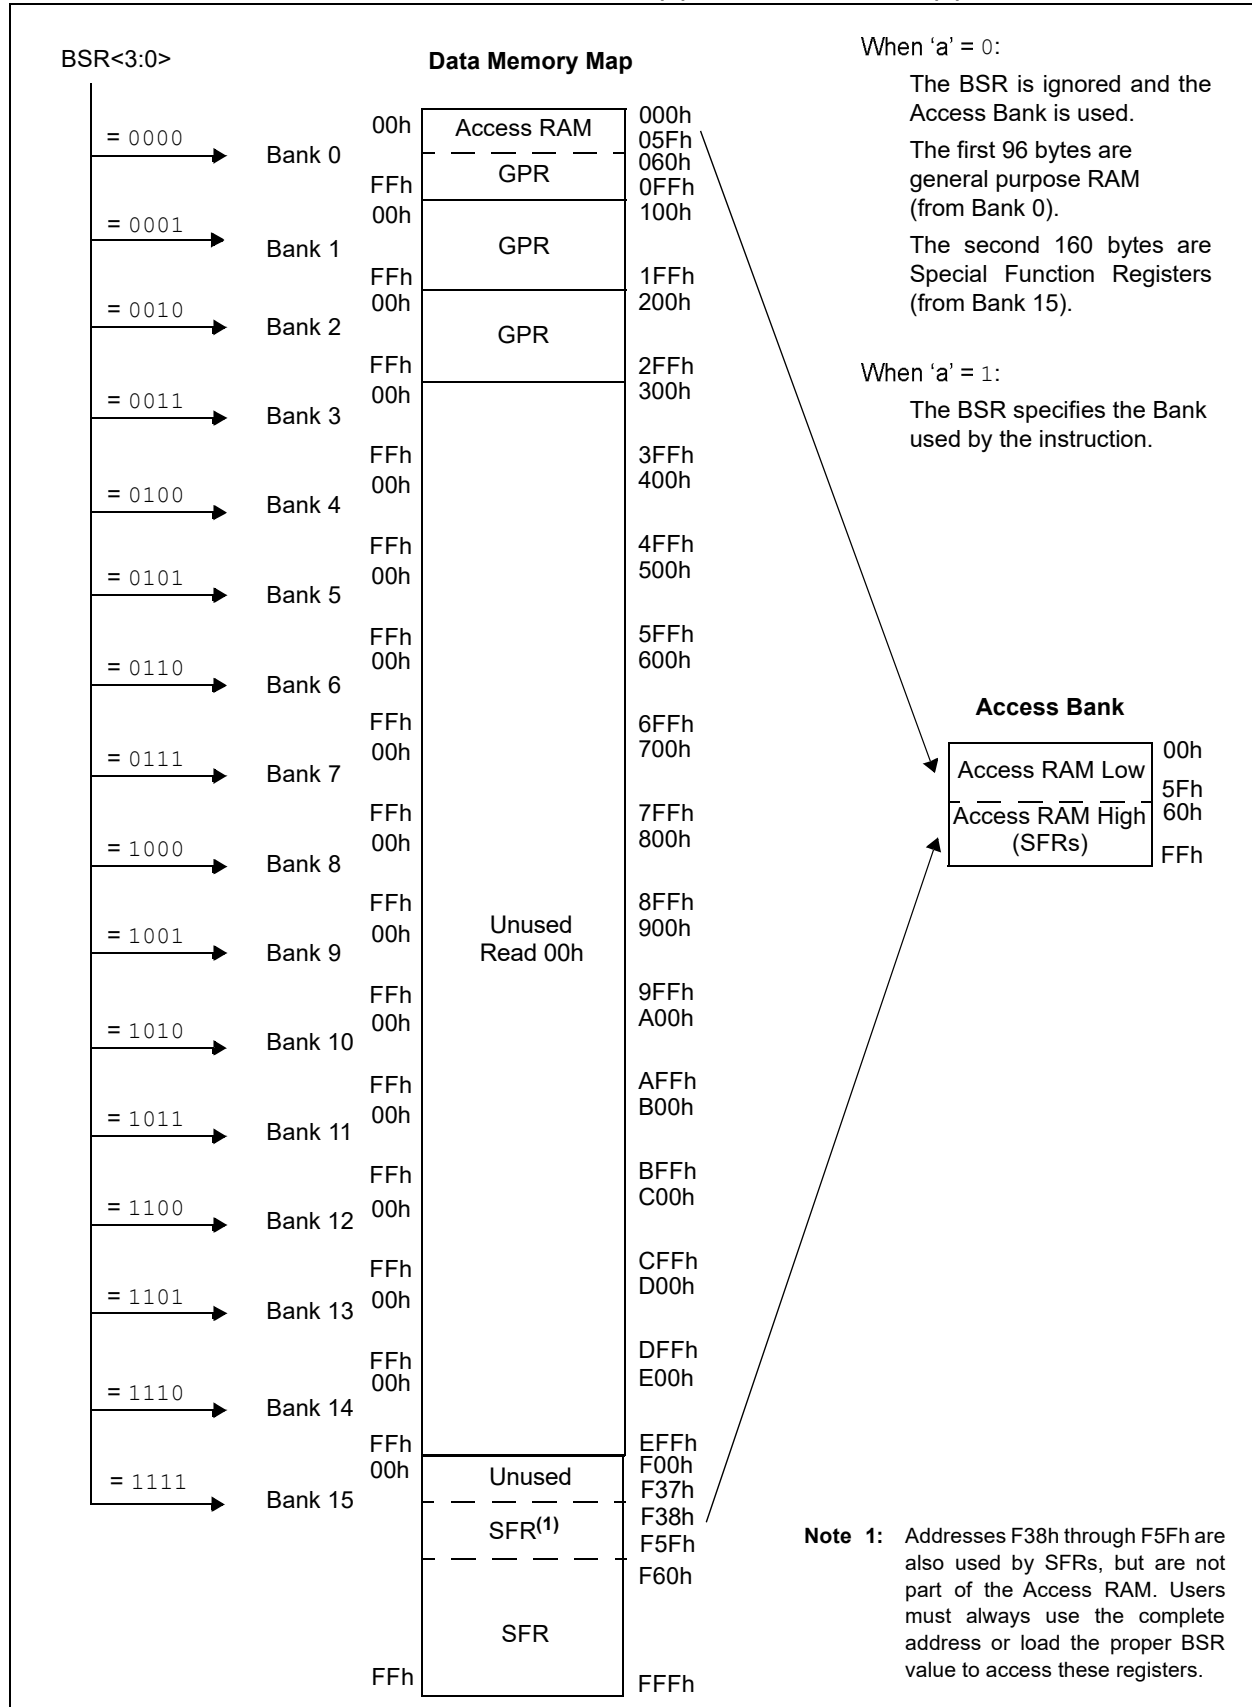 BSR<3:0>
Data Memory Map
When ‘a’ = 0:
The BSR is ignored and the
Access Bank is used.
The first 96 bytes are
general purpose RAM
(from Bank 0).
The second 160 bytes are
Special Function Registers
(from Bank 15).
When ‘a’ = 1:
The BSR specifies the Bank
used by the instruction.
= 0000
Bank 0
00h
Access RAM
000h
05Fh
060h
GPR
FFh
0FFh
= 0001
Bank 1
00h
100h
GPR
FFh
1FFh
= 0010
Bank 2
00h
200h
GPR
FFh
2FFh
= 0011
Bank 3
00h
300h
FFh
3FFh
= 0100
Bank 4
00h
400h
FFh
4FFh
= 0101
Bank 5
00h
500h
FFh
5FFh
= 0110
Bank 6
00h
600h
FFh
6FFh
= 0111
Bank 7
00h
700h
FFh
7FFh
= 1000
Bank 8
00h
800h
FFh
8FFh
= 1001
Bank 9
00h
900h
Unused
Read 00h
FFh
9FFh
= 1010
Bank 10
00h
A00h
FFh
AFFh
= 1011
Bank 11
00h
B00h
FFh
BFFh
= 1100
Bank 12
00h
C00h
FFh
CFFh
= 1101
Bank 13
00h
D00h
FFh
DFFh
= 1110
Bank 14
00h
E00h
FFh
EFFh
= 1111
Bank 15
00h
F00h
Unused
F37h
F38h
SFR(1)
F5Fh
F60h
SFR
FFh
FFFh
Access Bank
Access RAM Low
00h
5Fh
Access RAM High
(SFRs)
60h
FFh
Note 1: Addresses F38h through F5Fh are
also used by SFRs, but are not
part of the Access RAM. Users
must always use the complete
address or load the proper BSR
value to access these registers.